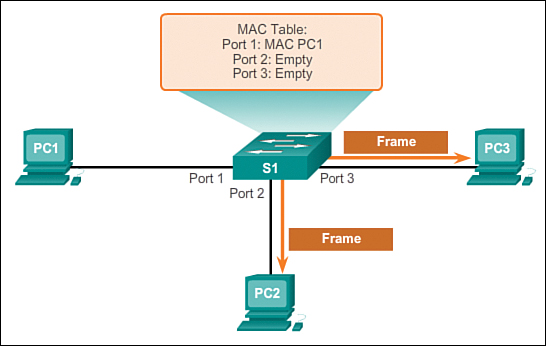 MAC Table:
Port 1: MAC PC1
Port 2: Empty
Port 3: Empty
PC1
Frame
PC3
S1
Port 1
Port 3
Port 2
Frame
PC2